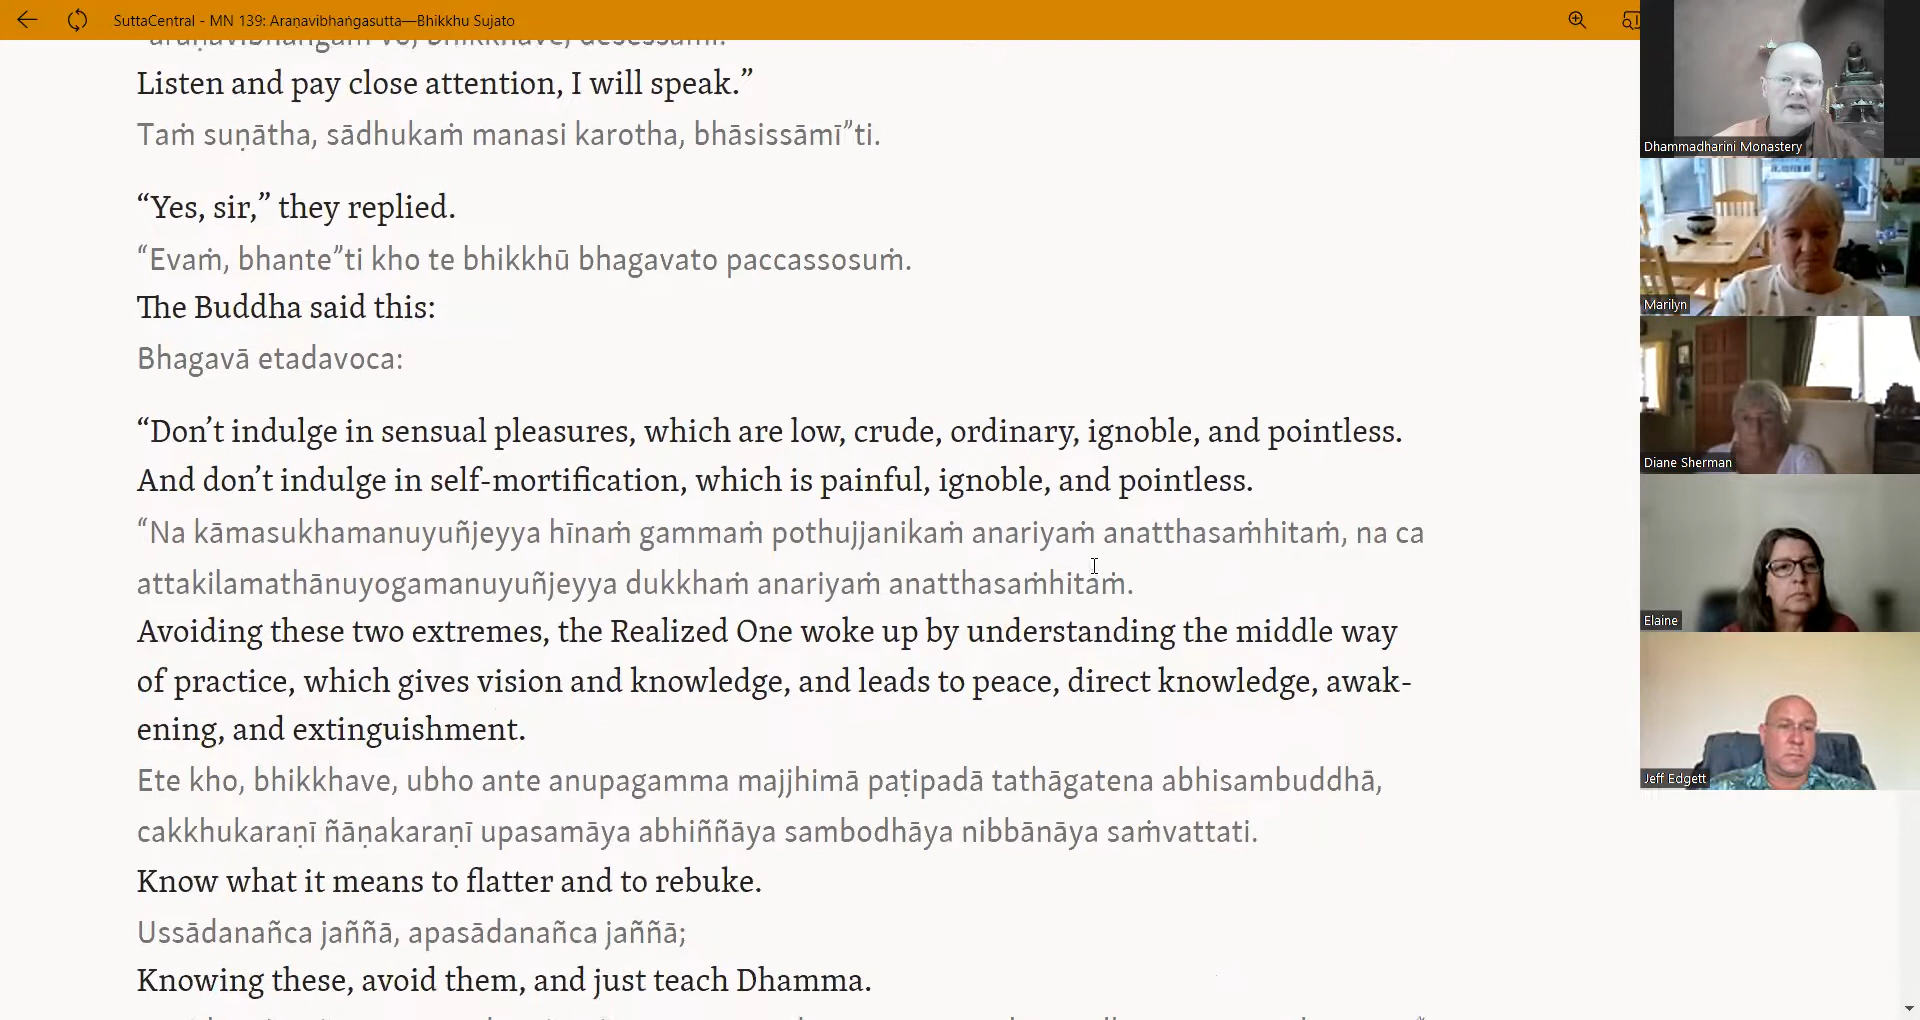 SuttaCentral - MN 139: Araṇavibhaṅgasutta—Bhikkhu Sujato
“araṇavibhaṅgaṁ vo, bhikkhave, desessāmi.
Listen and pay close attention, I will speak.”
Taṁ suṇātha, sādhukaṁ manasi karotha, bhāsissāmī”ti.
“Yes, sir,” they replied.
“Evaṁ, bhante”ti kho te bhikkhū bhagavato paccassosuṁ.
The Buddha said this:
Bhagavā etadavoca:
“Don’t indulge in sensual pleasures, which are low, crude, ordinary, ignoble, and pointless.
And don’t indulge in self-mortification, which is painful, ignoble, and pointless.
“Na kāmasukhamanuyuñjeyya hīnaṁ gammaṁ pothujjanikaṁ anariyaṁ anatthasaṁhitaṁ, na ca
attakilamathānuyogamanuyuñjeyya dukkhaṁ anariyaṁ anatthasaṁhitaṁ.
Avoiding these two extremes, the Realized One woke up by understanding the middle way
of practice, which gives vision and knowledge, and leads to peace, direct knowledge, awak-
ening, and extinguishment.
Ete kho, bhikkhave, ubho ante anupagamma majjhimā paṭipadā tathāgatena abhisambuddhā,
cakkhukaraṇī ñāṇakaraṇī upasamāya abhiññāya sambodhāya nibbānāya saṁvattati.
Know what it means to flatter and to rebuke.
Ussādanañca jaññā, apasādanañca jaññā;
Knowing these, avoid them, and just teach Dhamma.
Dhammadharini Monastery
Marilyn
Diane Sherman
Elaine
Jeff Edgett